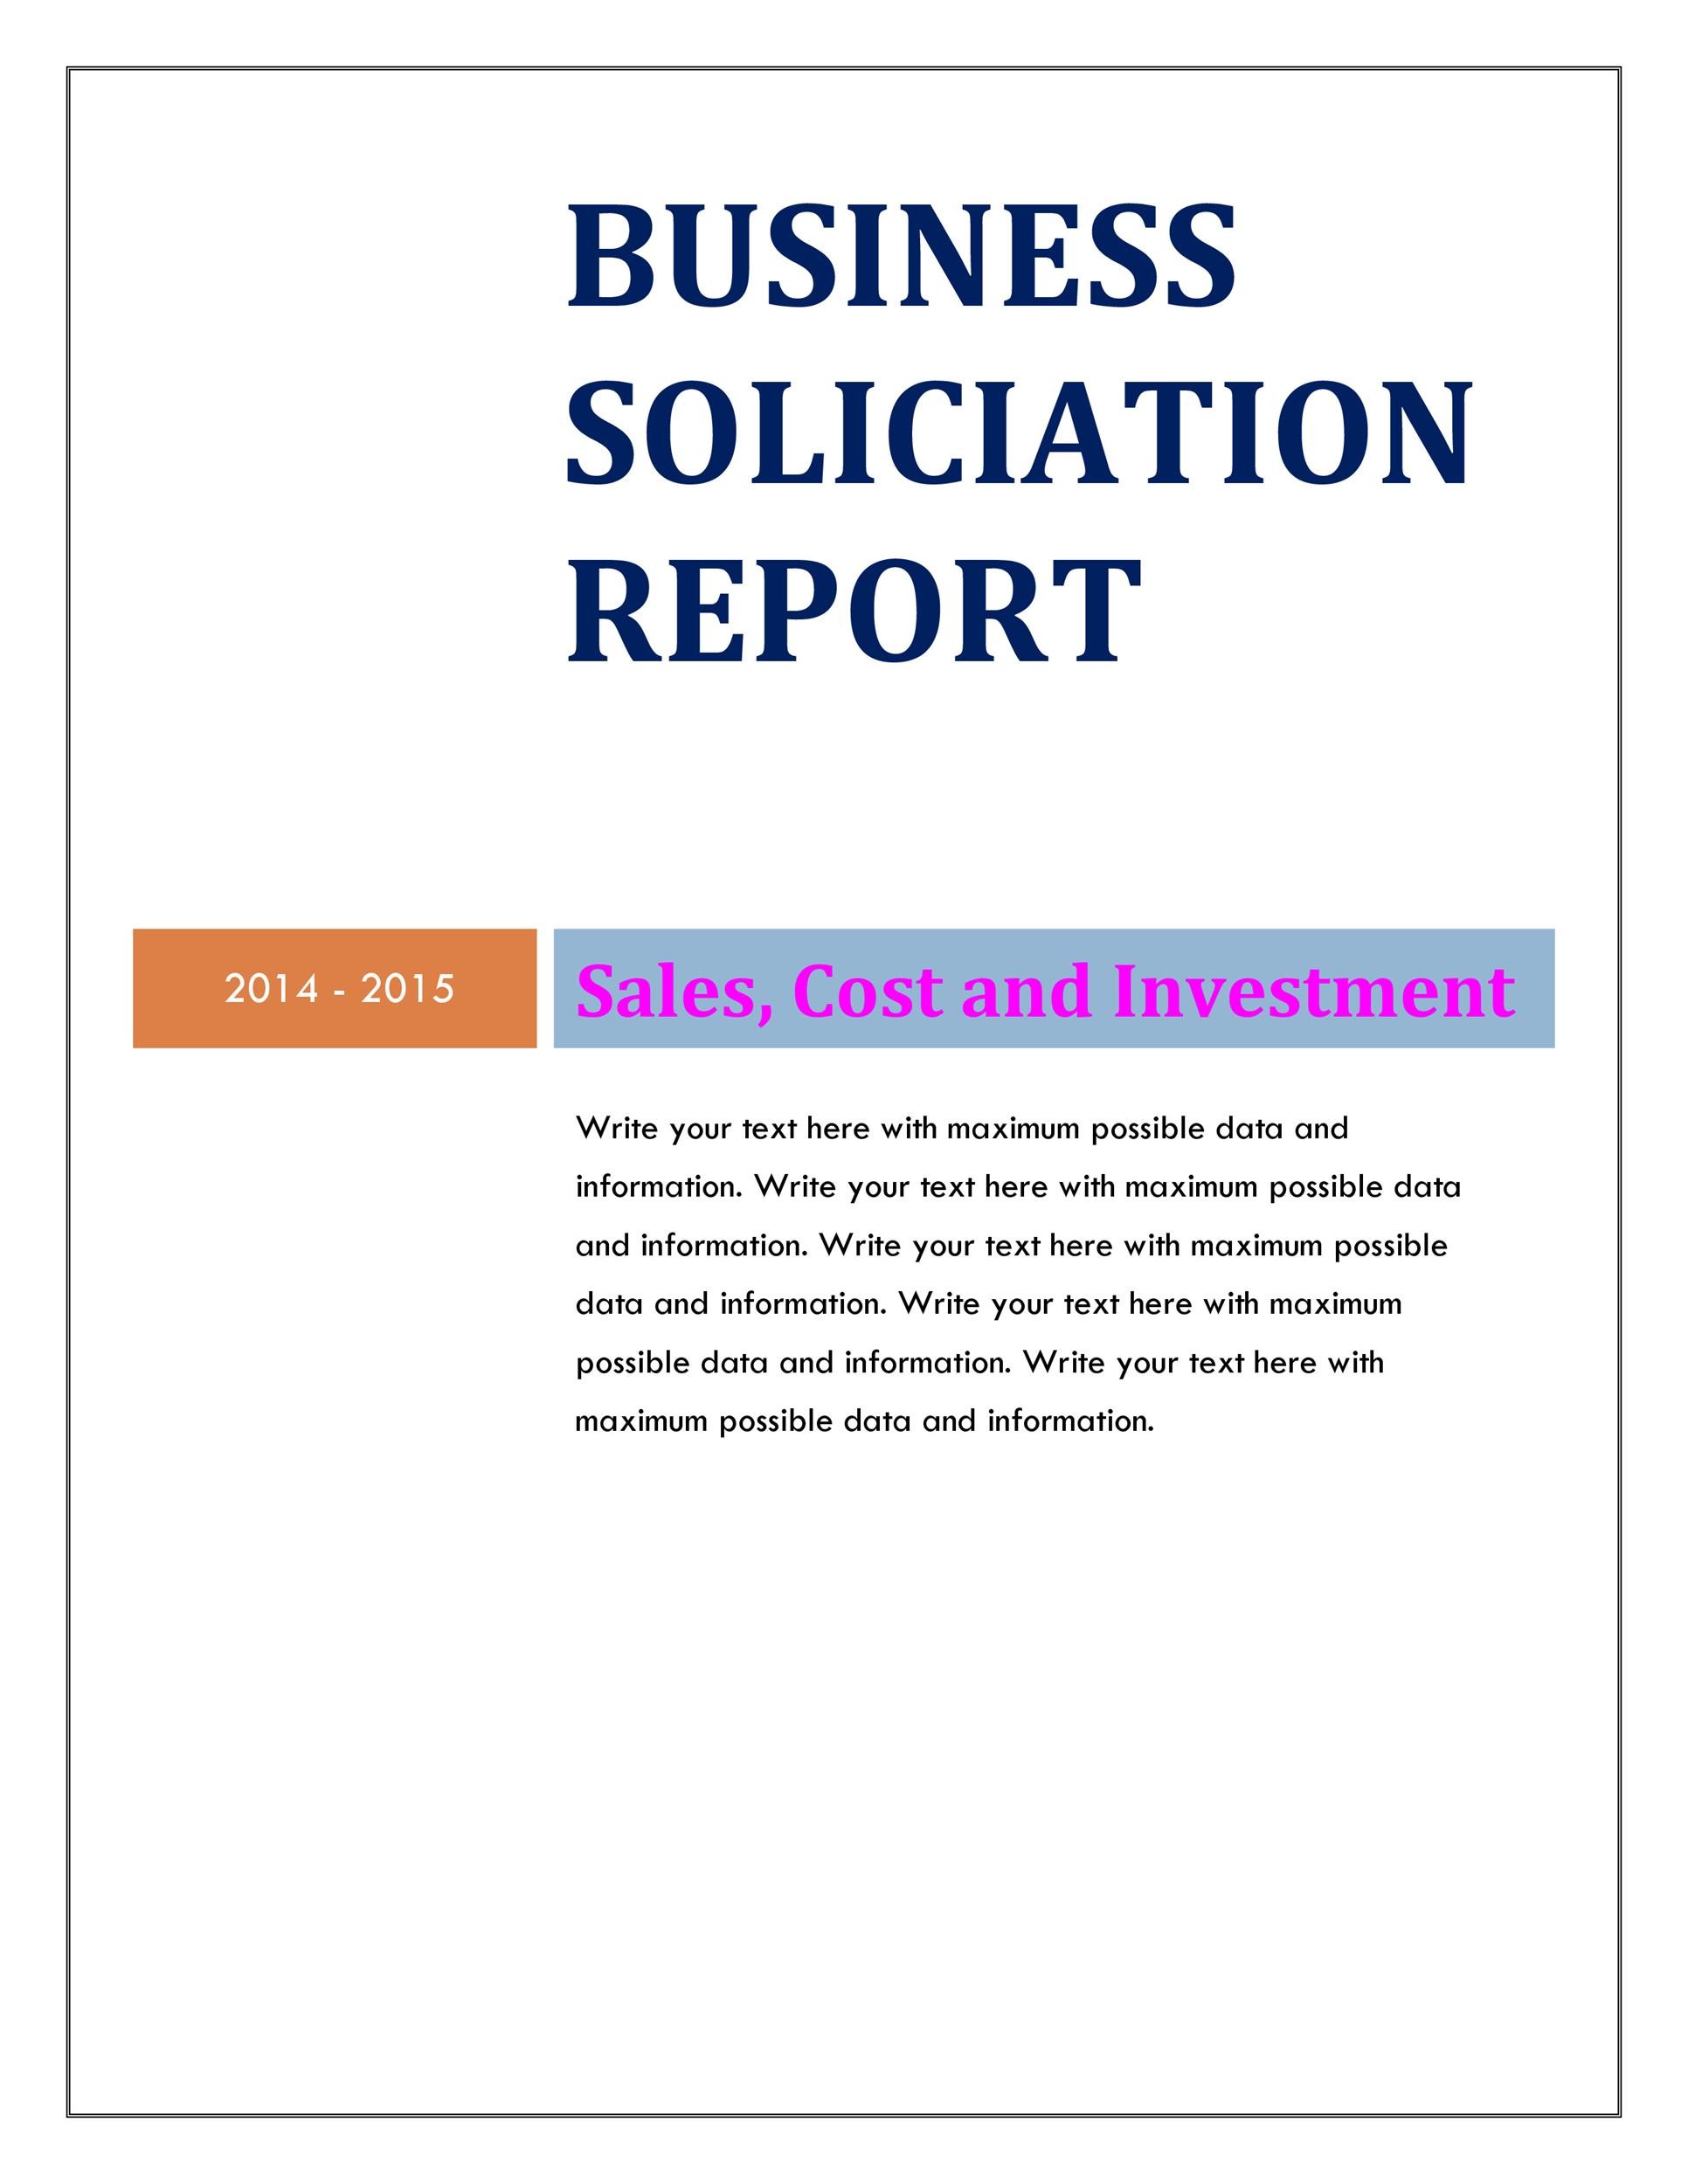 BUSINESS
SOLICIATION
REPORT
2014 - 2015
Sales, Cost and Investment
Write your text here with maximum possible data and
information. Write your text here with maximum possible data
and information. Write your text here with maximum possible
data and information. Write your text here with maximum
possible data and information. Write your text here with
maximum possible data and information.